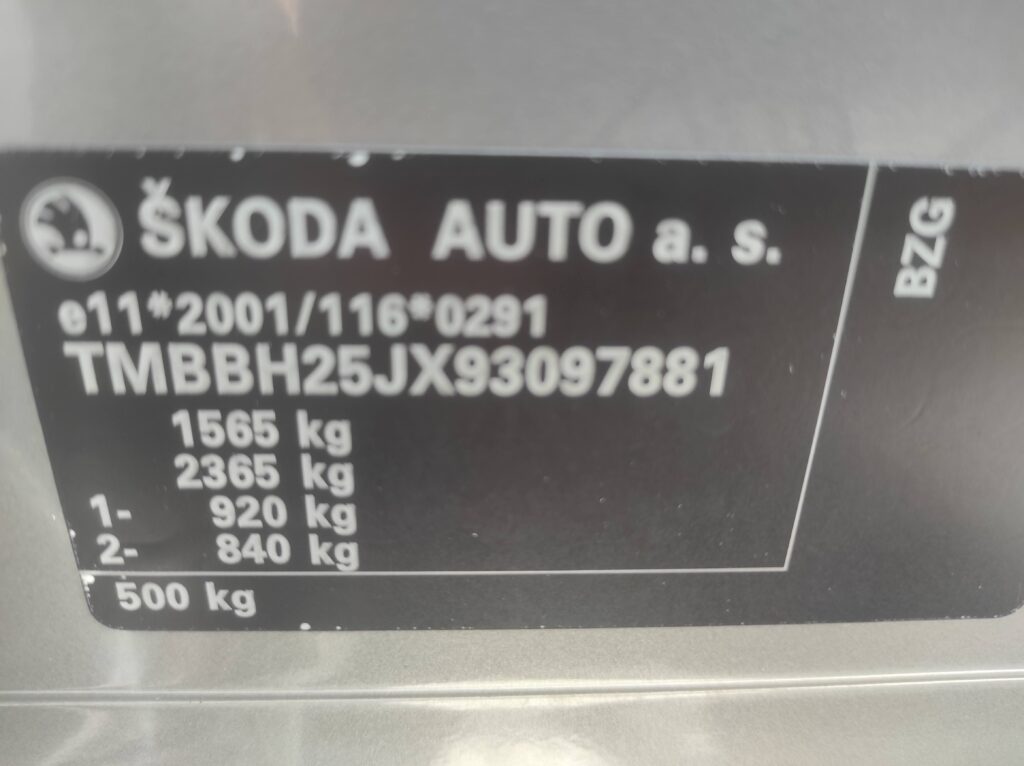 ŠKODA AUTO a. s.
e11*2001/116*0291
TMBBH25JX93097881
1565 kg
2365 kg
1- 920 kg
2- 840 kg
500 kg
BZG